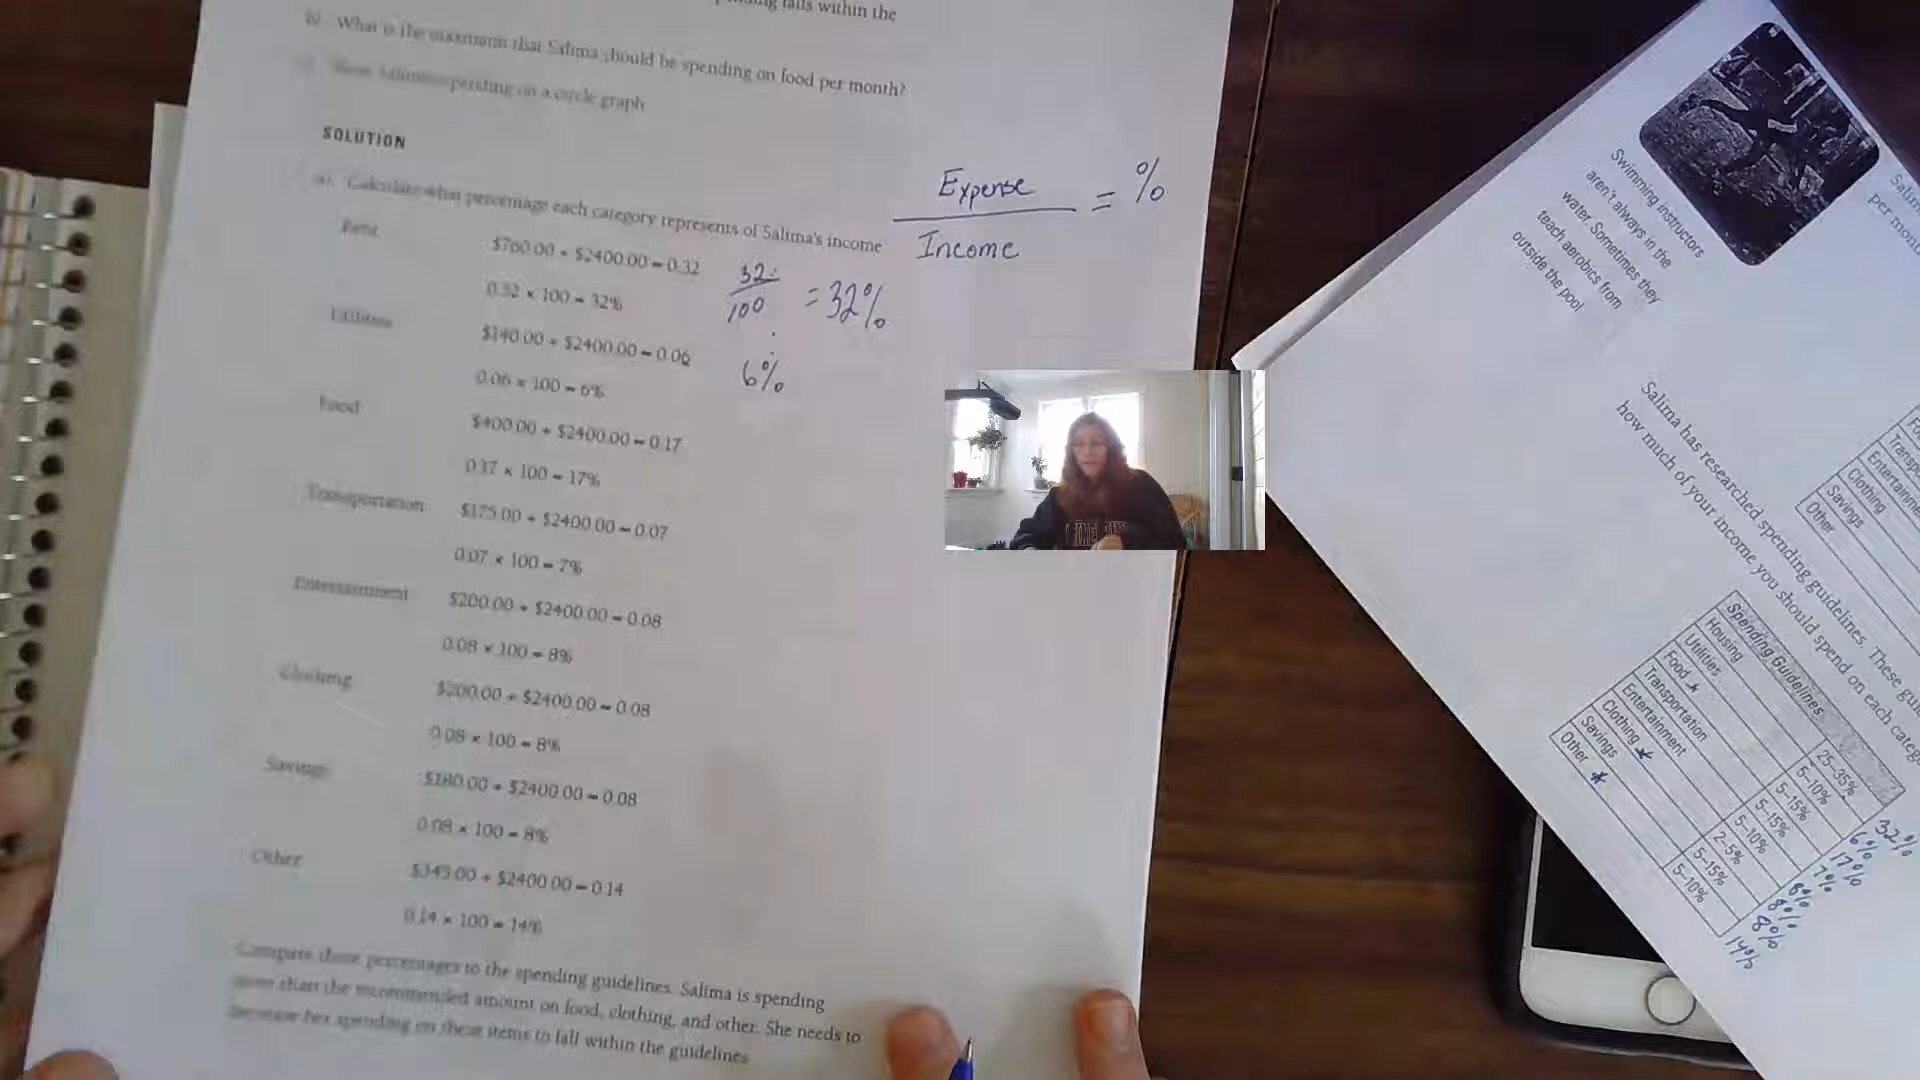 falls within the
b) What is the maximum that Salima should be spending on food per month?
c) Show Salima's spending on a circle graph
SOLUTION
a) Calculate what percentage each category represents of Salima's income
Expense
Income
= %
Rent
$760.00 ÷ $2400.00 = 0.32
0.32 × 100 = 32%
32
100
= 32%
Utilities
$140.00 ÷ $2400.00 = 0.06
0.06 × 100 = 6%
6%
Food
$400.00 ÷ $2400.00 = 0.17
0.17 × 100 = 17%
Transportation
$175.00 ÷ $2400.00 = 0.07
0.07 × 100 = 7%
Entertainment
$200.00 ÷ $2400.00 = 0.08
0.08 × 100 = 8%
Clothing
$200.00 ÷ $2400.00 = 0.08
0.08 × 100 = 8%
Savings
$180.00 ÷ $2400.00 = 0.08
0.08 × 100 = 8%
Other
$345.00 ÷ $2400.00 = 0.14
0.14 × 100 = 14%
Compare these percentages to the spending guidelines. Salima is spending
more than the recommended amount on food, clothing, and other. She needs to
decrease her spending on these items to fall within the guidelines
Swimming instructors
aren't always in the
water. Sometimes they
teach aerobics from
outside the pool
per
Clothing
Savings
Other
Salima has researched spending guidelines. These
how much of your income you should spend on each
Spending Guidelines
Housing 25–35% 32%
Utilities 5–10% 6%
Food 5–15% 17%
Transportation 5–15% 7%
Entertainment 5–10% 8%
Clothing * 2–5% 8%
Savings 5–15% 8%
Other * 5–10% 14%